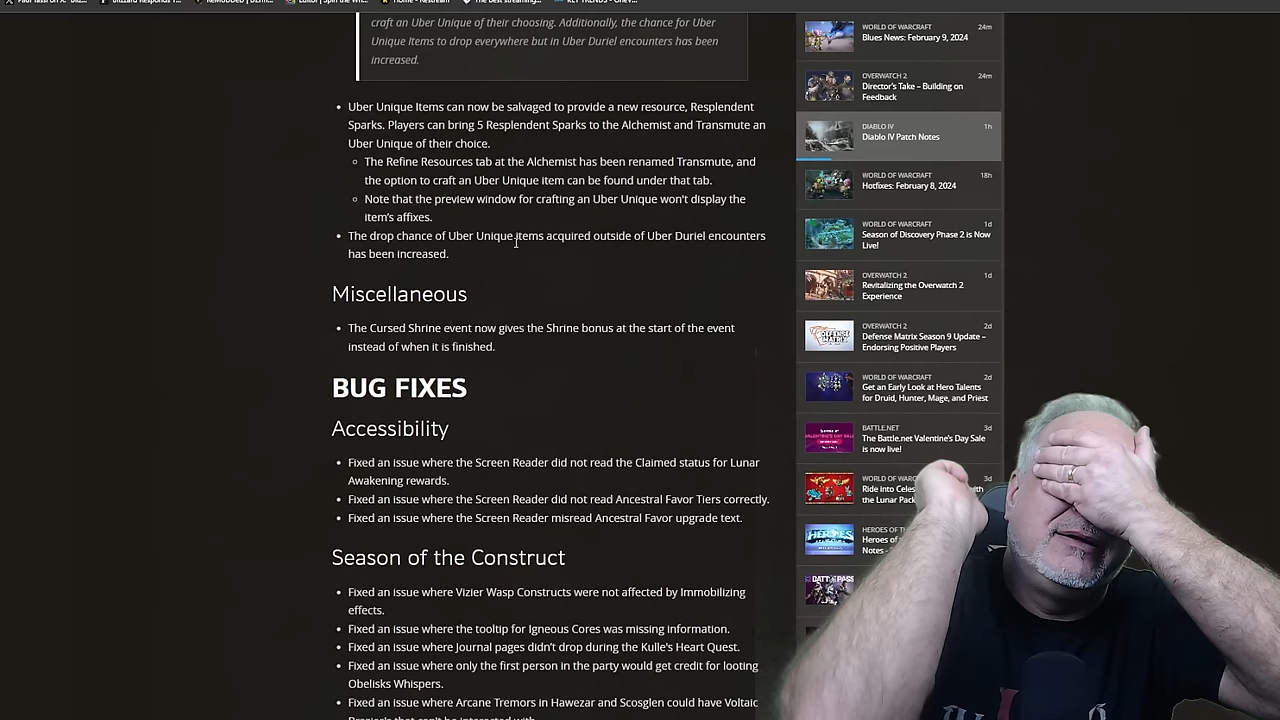 Home - Restream
craft an Uber Unique of their choosing. Additionally, the chance for Uber
Unique Items to drop everywhere but in Uber Duriel encounters has been
increased.
Uber Unique Items can now be salvaged to provide a new resource, Resplendent
Sparks. Players can bring 5 Resplendent Sparks to the Alchemist and Transmute an
Uber Unique of their choice.
The Refine Resources tab at the Alchemist has been renamed Transmute, and
the option to craft an Uber Unique item can be found under that tab.
Note that the preview window for crafting an Uber Unique won't display the
item's affixes.
The drop chance of Uber Unique items acquired outside of Uber Duriel encounters
has been increased.
Miscellaneous
The Cursed Shrine event now gives the Shrine bonus at the start of the event
instead of when it is finished.
BUG FIXES
Accessibility
Fixed an issue where the Screen Reader did not read the Claimed status for Lunar
Awakening rewards.
Fixed an issue where the Screen Reader did not read Ancestral Favor Tiers correctly.
Fixed an issue where the Screen Reader misread Ancestral Favor upgrade text.
Season of the Construct
Fixed an issue where Vizier Wasp Constructs were not affected by Immobilizing
effects.
Fixed an issue where the tooltip for Igneous Cores was missing information.
Fixed an issue where Journal pages didn't drop during the Kulle's Heart Quest.
Fixed an issue where only the first person in the party would get credit for looting
Obelisks Whispers.
Fixed an issue where Arcane Tremors in Hawezar and Scosglen could have Voltaic
WORLD OF WARCRAFT 24m
Blues News: February 9, 2024
OVERWATCH 2 24m
Director's Take – Building on
Feedback
DIABLO IV 1h
Diablo IV Patch Notes
WORLD OF WARCRAFT 18h
Hotfixes: February 8, 2024
WORLD OF WARCRAFT 1d
Season of Discovery Phase 2 is Now
Live!
OVERWATCH 2 1d
Revitalizing the Overwatch 2
Experience
OVERWATCH 2 2d
Defense Matrix Season 9 Update –
Endorsing Positive Players
WORLD OF WARCRAFT 2d
Get an Early Look at Hero Talents
for Druid, Hunter, Mage, and Priest
BATTLE.NET 3d
The Battle.net Valentine's Day Sale
is now live!
WORLD OF 3d
Ride into
the Lunar
HEROES OF
Heroes of
Notes -